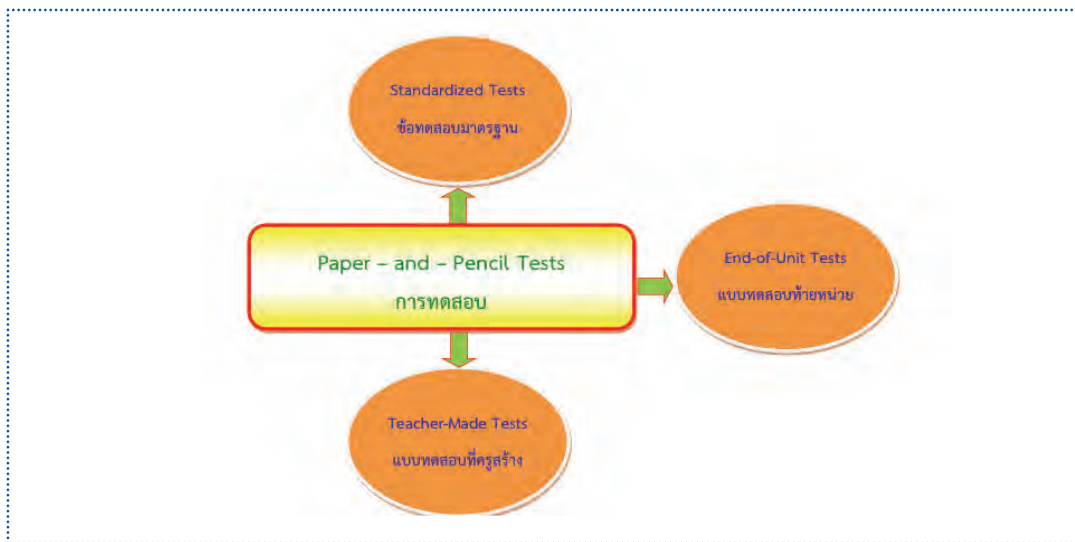 Standardized Tests
ข้อทดสอบมาตรฐาน
Paper – and – Pencil Tests
การทดสอบ
End-of-Unit Tests
แบบทดสอบท้ายหน่วย
Teacher-Made Tests
แบบทดสอบที่ครูสร้าง